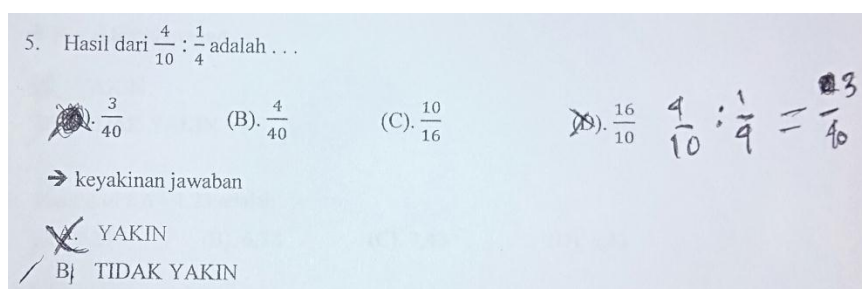 5. Hasil dari 4/10 : 1/4 adalah . . .
). 3/40 (B). 4/40 (C). 10/16 (D). 16/10 4/10 : 1/4 = 3/40
→ keyakinan jawaban
A. YAKIN
B TIDAK YAKIN